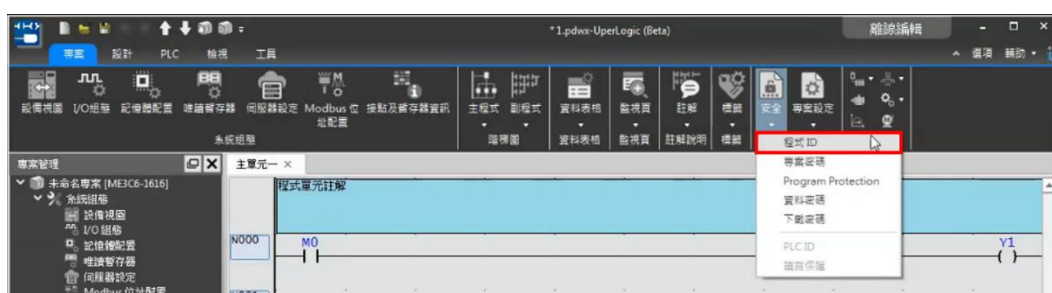 *1.pdwx-UperLogic (Beta)
離線編輯
專案 設計 PLC 檢視 工具
選項 輔助
設備視圖 I/O組態 記憶體配置 唯讀暫存器 伺服器設定 Modbus 位址配置 接點及暫存器資訊 主程式 副程式 資料表格 監視頁 註解 標籤 安全 專案設定
系統組態 階梯圖 資料表格 監視頁 註解說明 標籤
程式 ID
專案密碼
Program Protection
資料密碼
下載密碼
PLC ID
讀寫保護
專案管理
主單元一 ×
未命名專案 [ME3C6-1616]
系統組態
設備視圖
I/O 組態
記憶體配置
唯讀暫存器
伺服器設定
Modbus 位址配置
程式單元註解
N000
M0
Y1